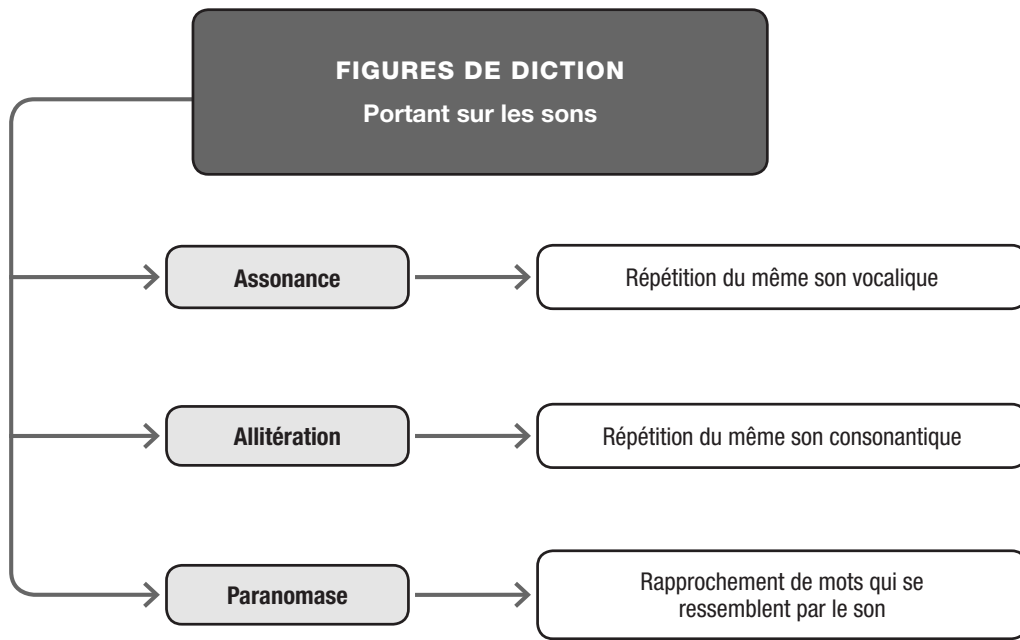 FIGURES DE DICTION
Portant sur les sons
Assonance
Répétition du même son vocalique
Allitération
Répétition du même son consonantique
Paranomase
Rapprochement de mots qui se
ressemblent par le son